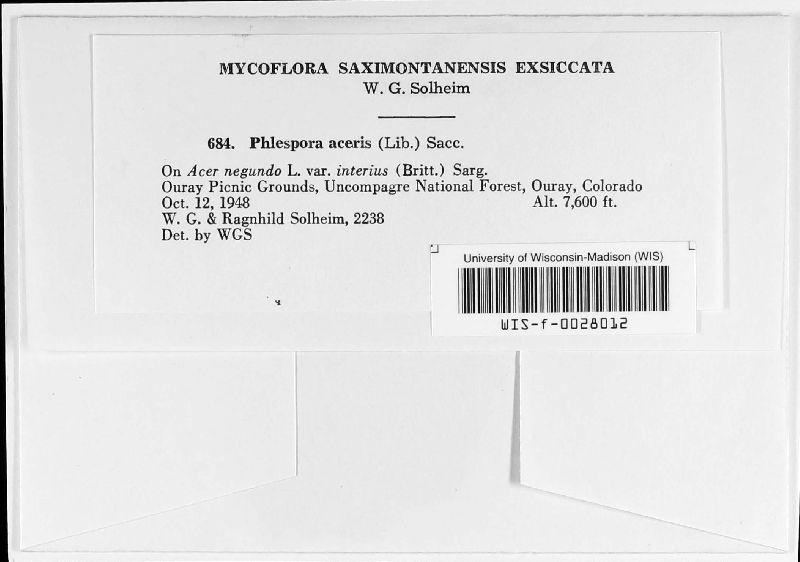 MYCOFLORA SAXIMONTANENSIS EXSICCATA
W. G. Solheim
684. Phlespora aceris (Lib.) Sacc.
On Acer negundo L. var. interius (Britt.) Sarg.
Ouray Picnic Grounds, Uncompagre National Forest, Ouray, Colorado
Oct. 12, 1948 Alt. 7,600 ft.
W. G. & Ragnhild Solheim, 2238
Det. by WGS
University of Wisconsin-Madison (WIS)
WIS-f-0028012